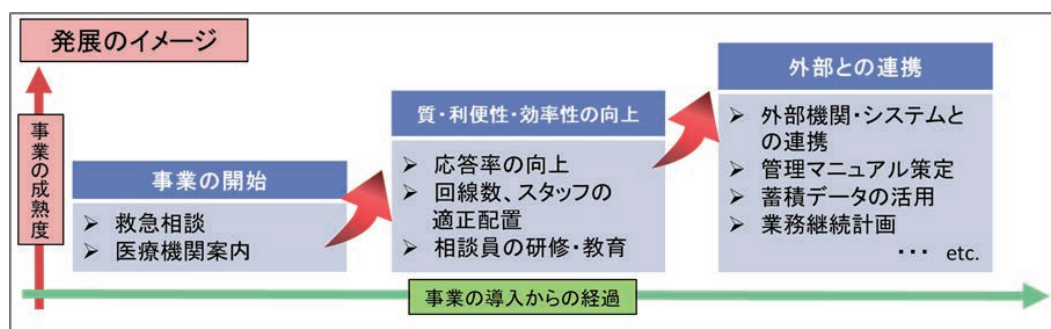 発展のイメージ
事業の成熟度
事業の開始
➢ 救急相談
➢ 医療機関案内
質・利便性・効率性の向上
➢ 応答率の向上
➢ 回線数、スタッフの
適正配置
➢ 相談員の研修・教育
外部との連携
➢ 外部機関・システムと
の連携
➢ 管理マニュアル策定
➢ 蓄積データの活用
➢ 業務継続計画
･･･ etc.
事業の導入からの経過